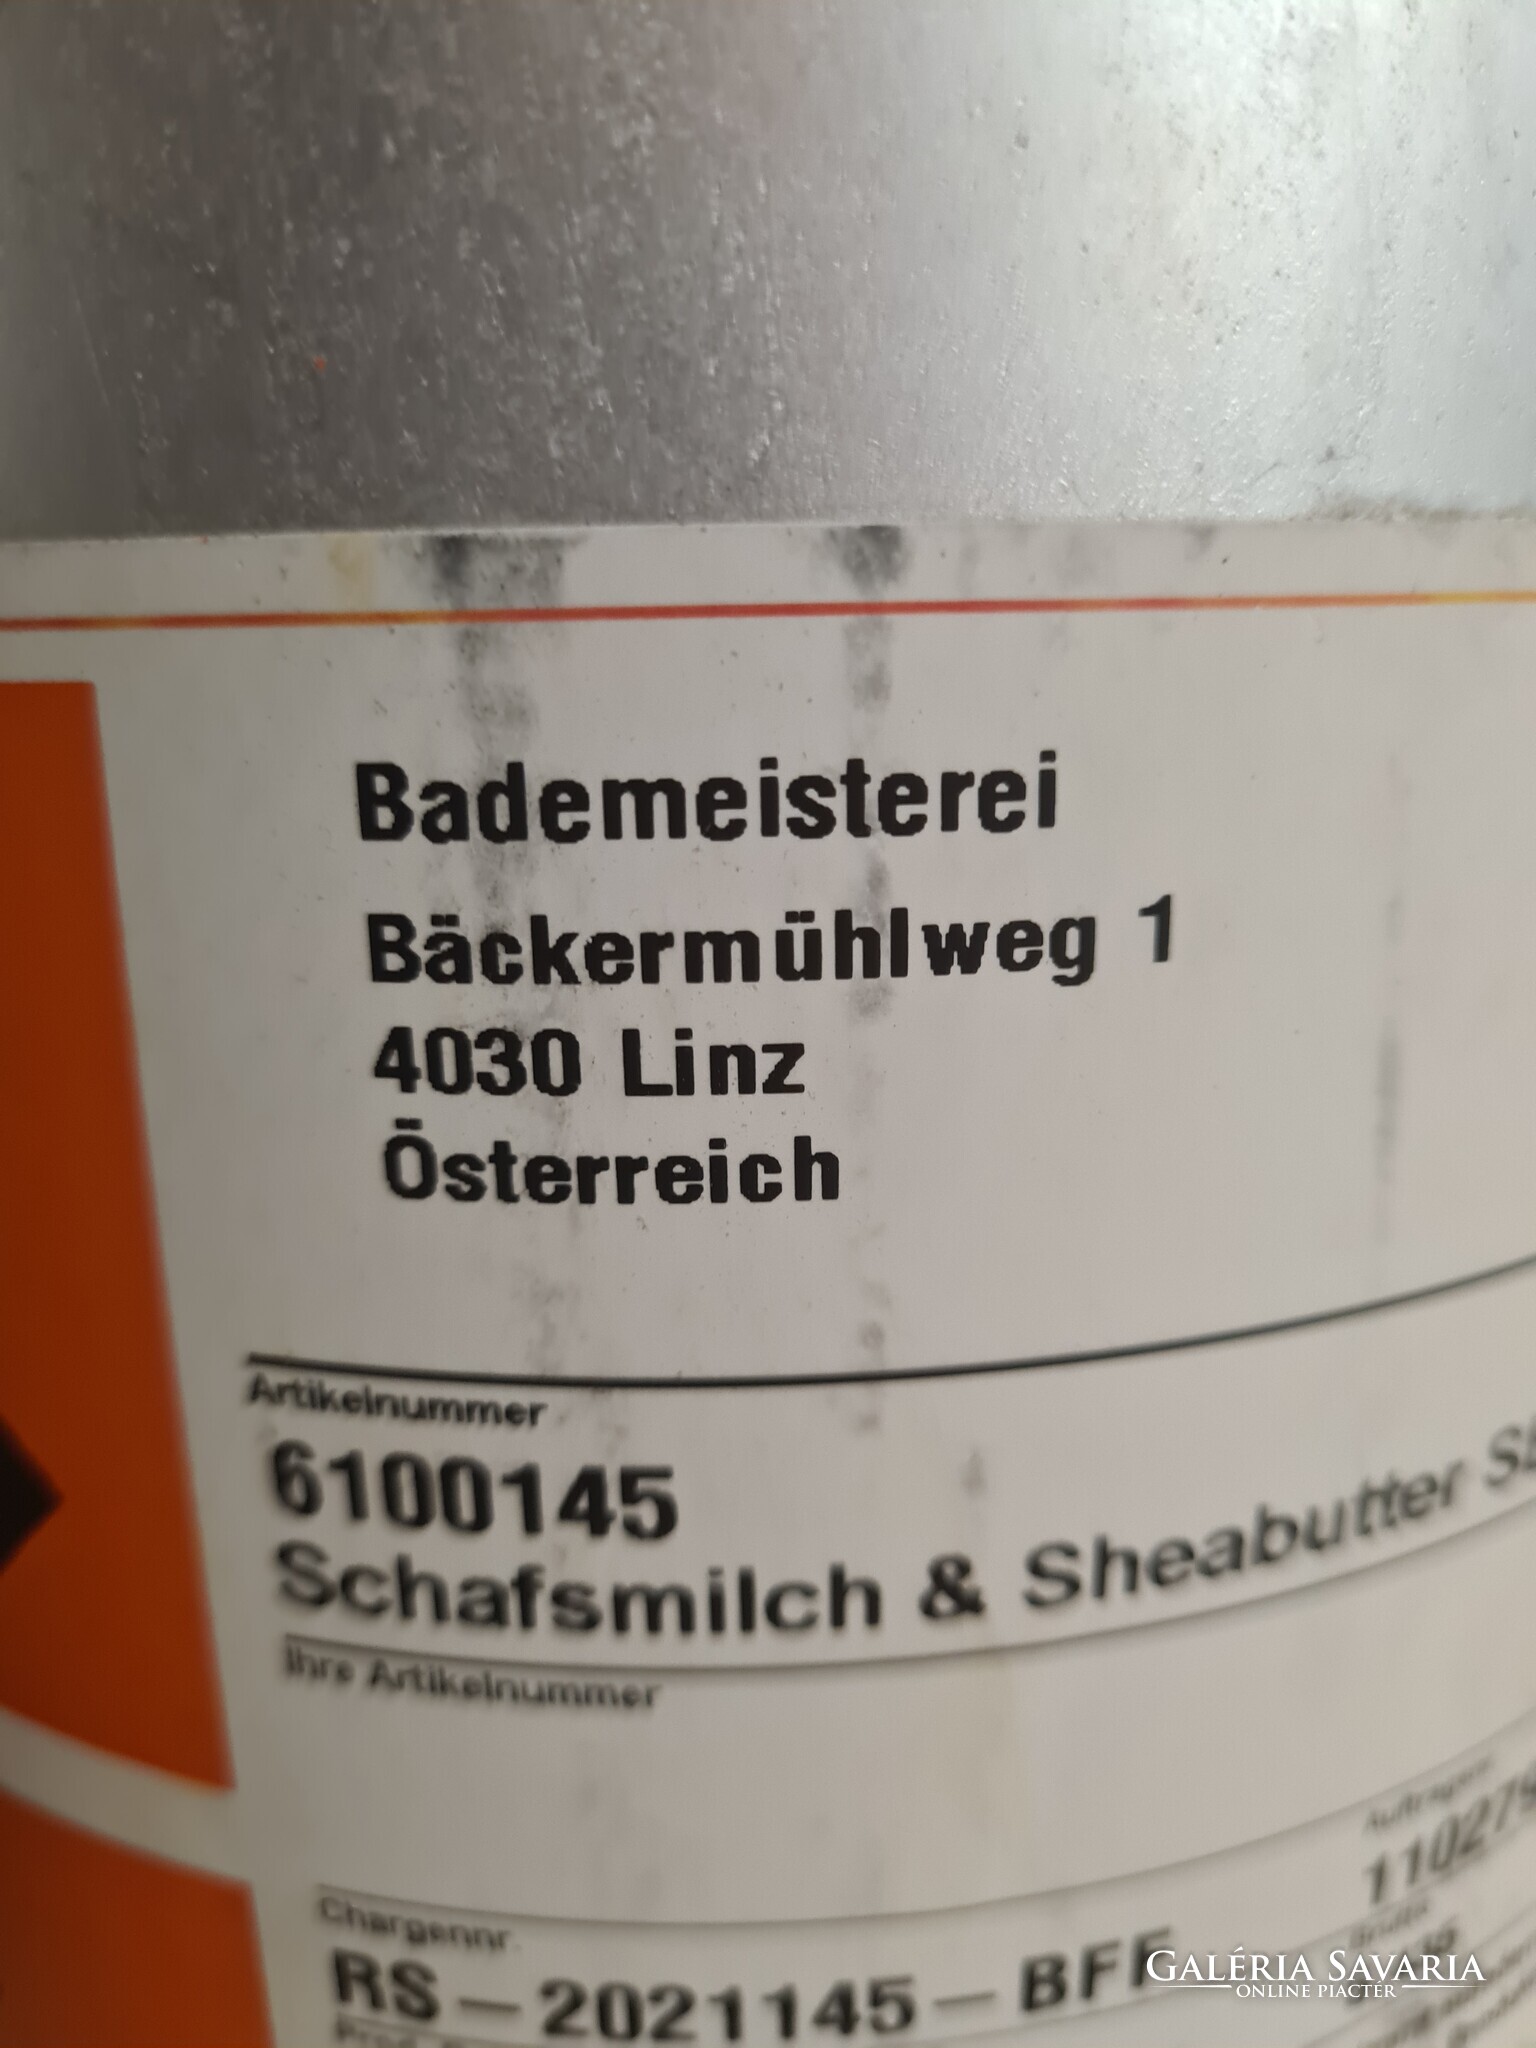 Bademeisterei
Bäckermühlweg 1
4030 Linz
Österreich
Artikelnummer
6100145
Schafsmilch & Sheabutter
Ihre Artikelnummer
Chargennr.
RS-2021145-BFF
GALÉRIA SAVARIA
ONLINE PIACTÉR